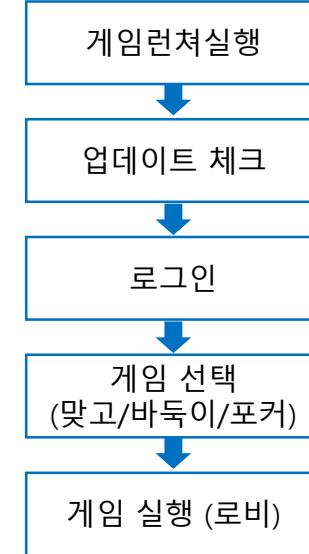 게임런쳐실행
업데이트 체크
로그인
게임 선택
(맞고/바둑이/포커)
게임 실행 (로비)